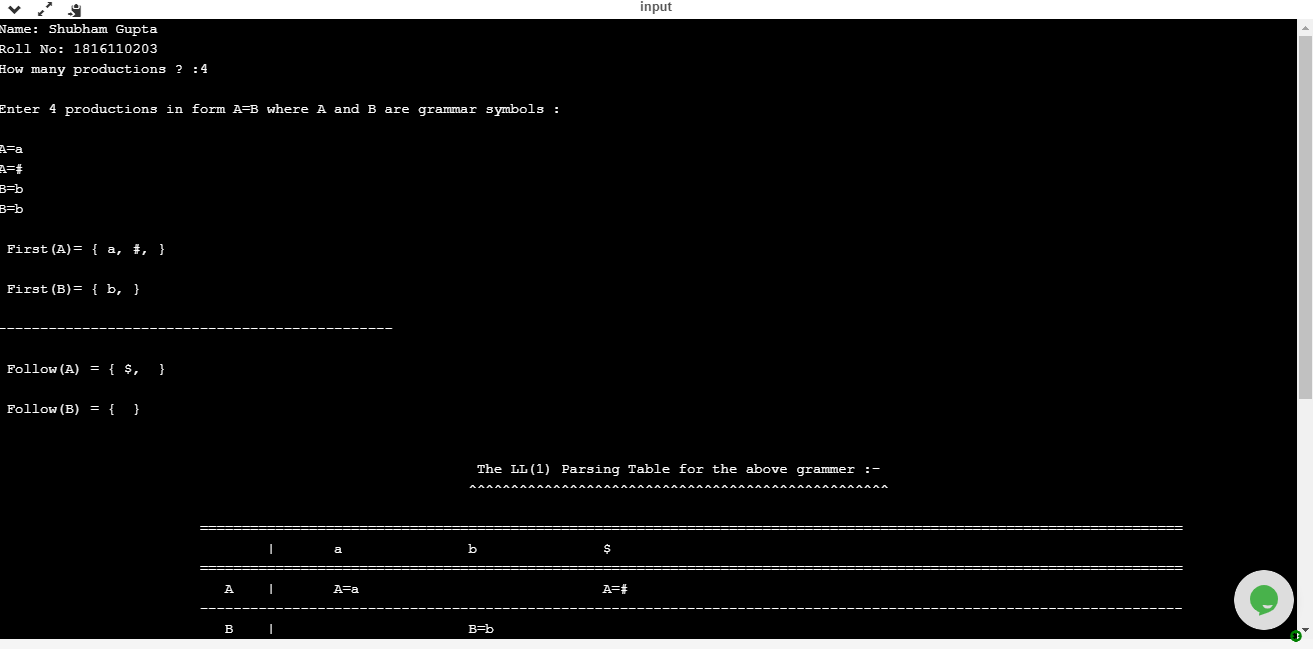 input
Name: Shubham Gupta
Roll No: 1816110203
How many productions ? :4
Enter 4 productions in form A=B where A and B are grammar symbols :
A=a
A=#
B=b
B=b
First(A)= { a, #, }
First(B)= { b, }
-----------------------------------------------
Follow(A) = { $,  }
Follow(B) = {  }
The LL(1) Parsing Table for the above grammer :-
^^^^^^^^^^^^^^^^^^^^^^^^^^^^^^^^^^^^^^^^^^^^^^^^^^
=====================================================================================================================
| a b $
=====================================================================================================================
A | A=a A=#
---------------------------------------------------------------------------------------------------------------------
B | B=b